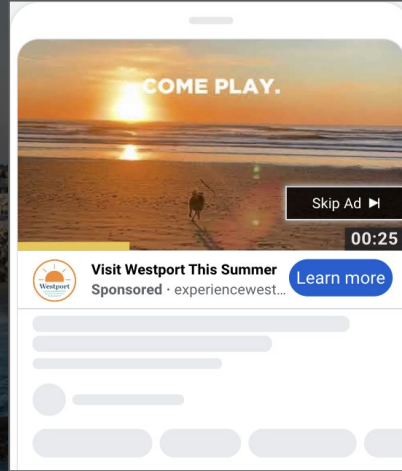 COME PLAY.
Skip Ad
00:25
Westport
Visit Westport This Summer
Sponsored · experiencewest...
Learn more